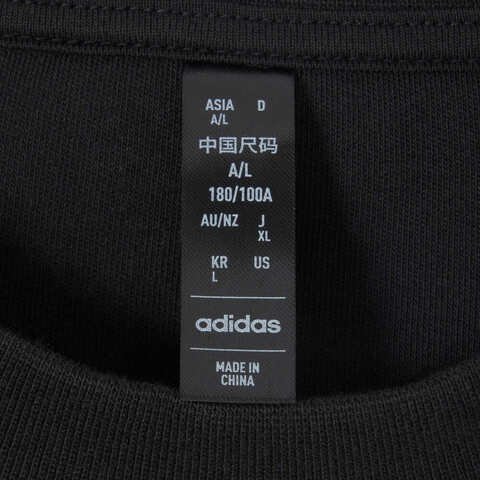 ASIA D
A/L
中国尺码
A/L
180/100A
AU/NZ J
XL
KR US
L
adidas
MADE IN
CHINA